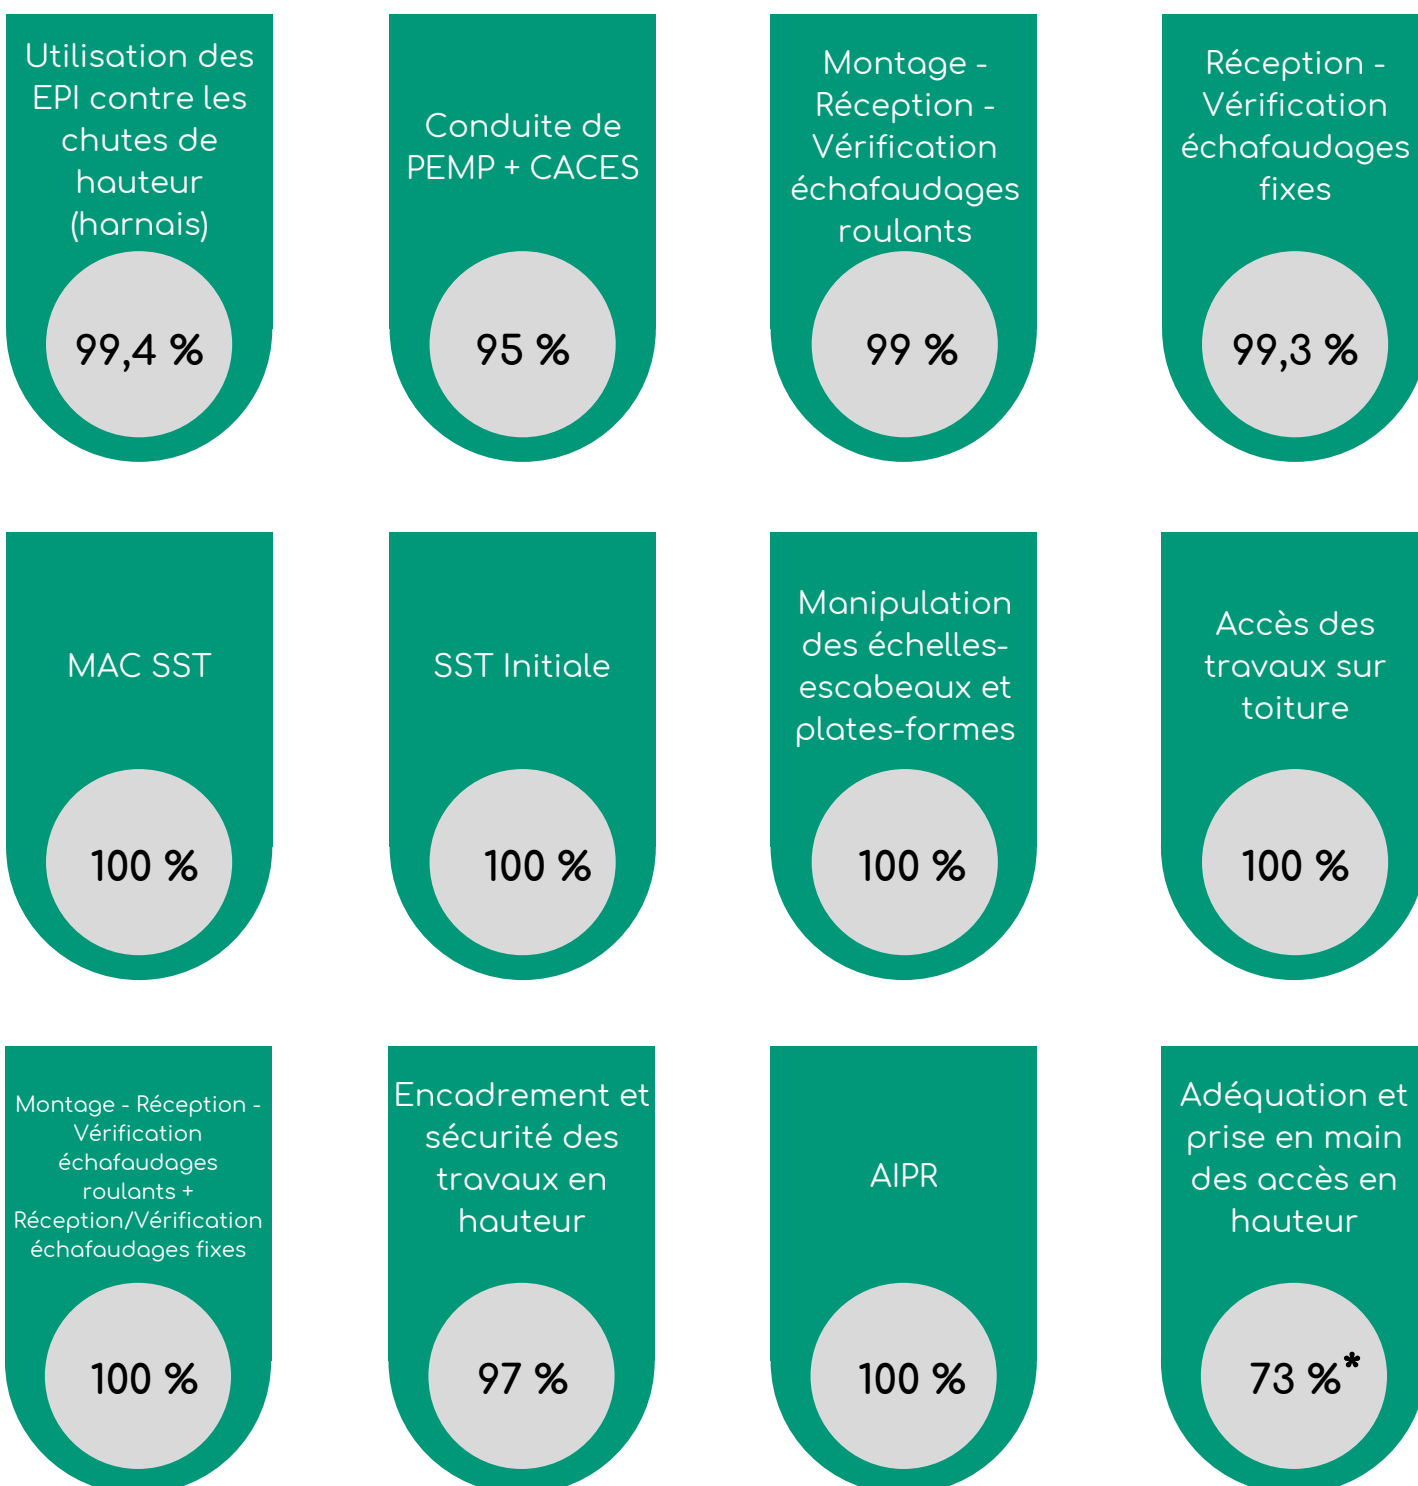 Utilisation des
EPI contre les
chutes de
hauteur
(harnais)
99,4 %
Conduite de
PEMP + CACES
95 %
Montage -
Réception -
Vérification
échafaudages
roulants
99 %
Réception -
Vérification
échafaudages
fixes
99,3 %
MAC SST
100 %
SST Initiale
100 %
Manipulation
des échelles-
escabeaux et
plates-formes
100 %
Accès des
travaux sur
toiture
100 %
Montage - Réception -
Vérification
échafaudages
roulants +
Réception/Vérification
échafaudages fixes
100 %
Encadrement et
sécurité des
travaux en
hauteur
97 %
AIPR
100 %
Adéquation et
prise en main
des accès en
hauteur
73 %*